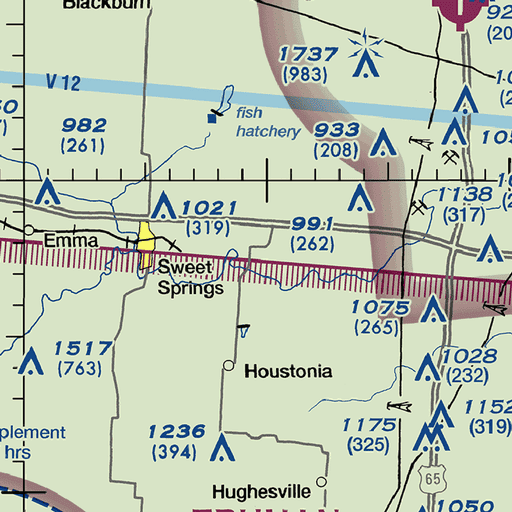 Blackburn
1737
(983)
V 12
fish
hatchery
982
(261)
933
(208)
1138
(317)
1021
(319)
991
(262)
Emma
Sweet
Springs
1075
(265)
1517
(763)
Houstonia
1028
(232)
1152
(319)
1175
(325)
1236
(394)
plement
hrs
65
Hughesville
1050